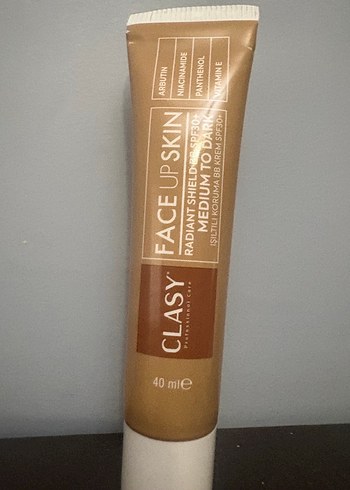 ARBUTIN
NIACINAMIDE
PANTHENOL
VITAMIN E
FACE UP SKIN
RADIANT SHIELD BB SPF30+
MEDIUM TO DARK
IŞILTILI KORUMA BB KREM SPF30+
CLASY®
Professional Care
40 ml ℮